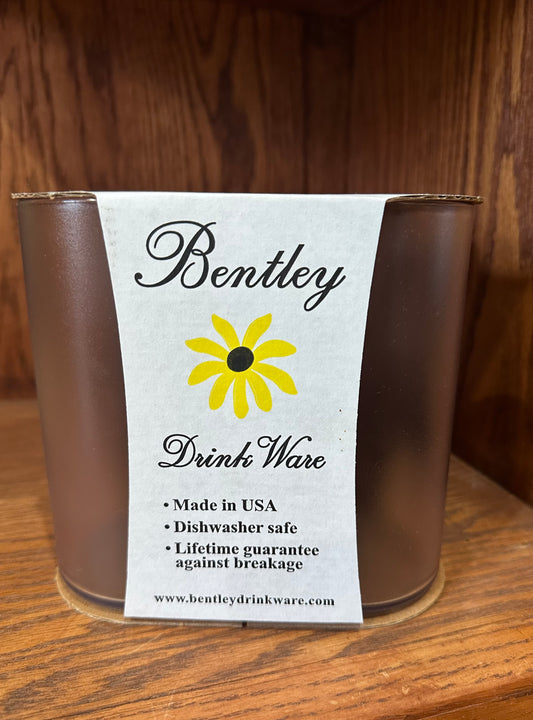 Bentley
Drink Ware
• Made in USA
• Dishwasher safe
• Lifetime guarantee
against breakage
www.bentleydrinkware.com